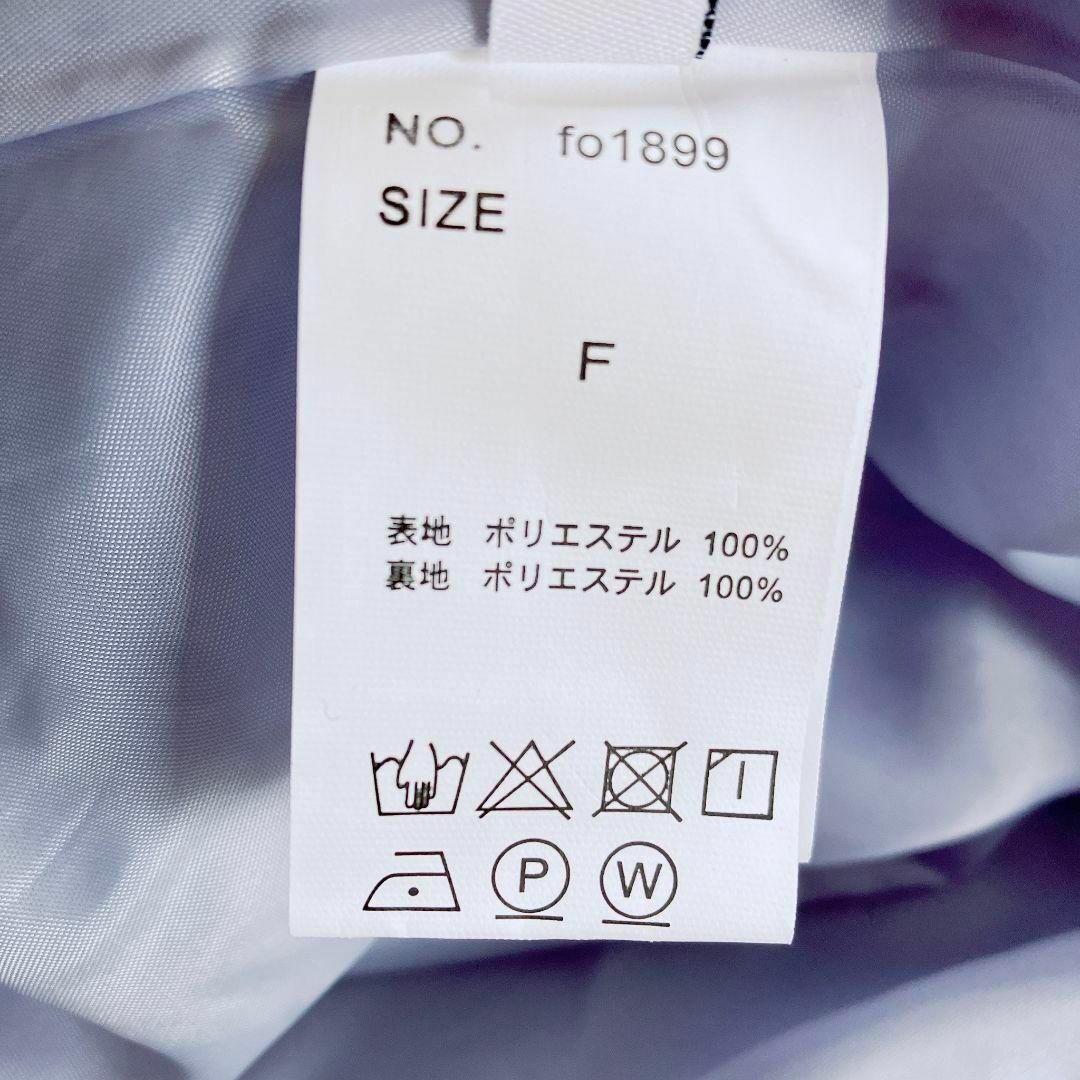 NO. fo1899
SIZE
F
表地 ポリエステル 100%
裏地 ポリエステル 100%
P W